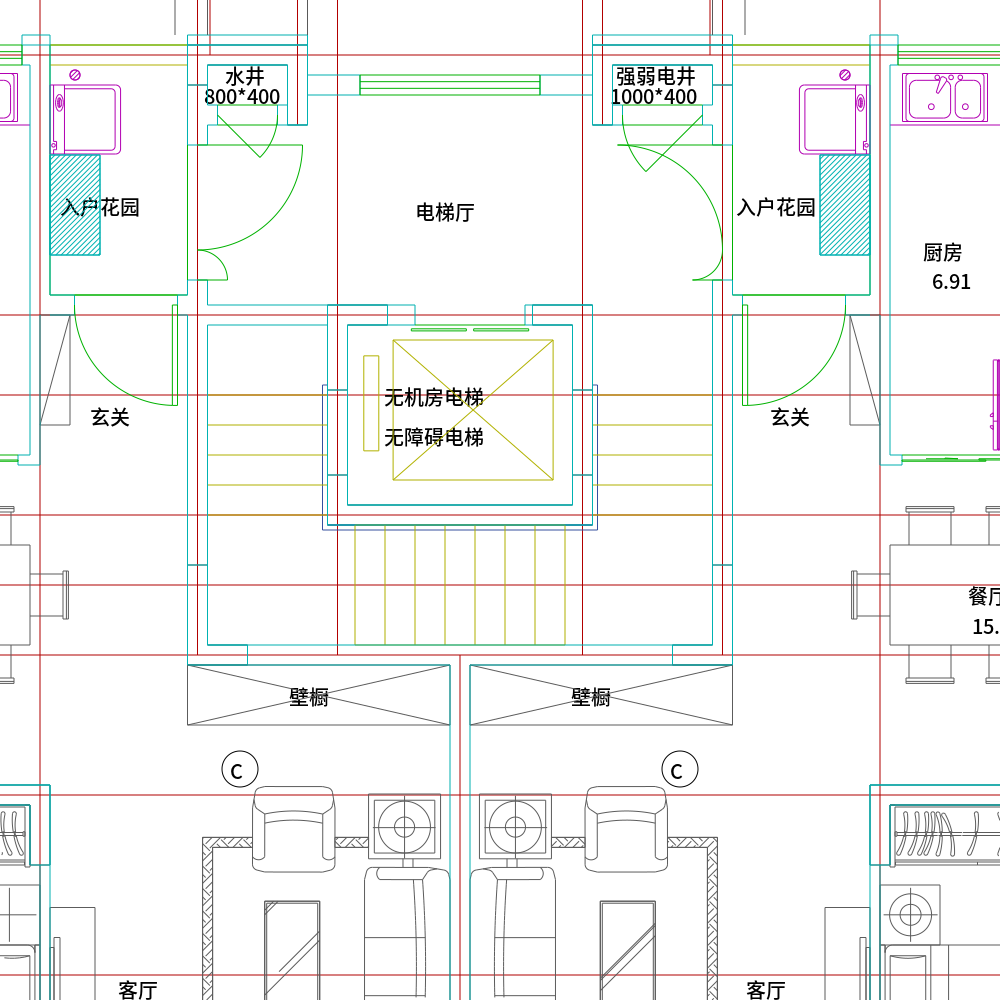 水井
800*400
强弱电井
1000*400
入户花园
电梯厅
入户花园
厨房
6.91
无机房电梯
无障碍电梯
玄关
玄关
餐厅
15.
壁橱
壁橱
C
C
客厅
客厅